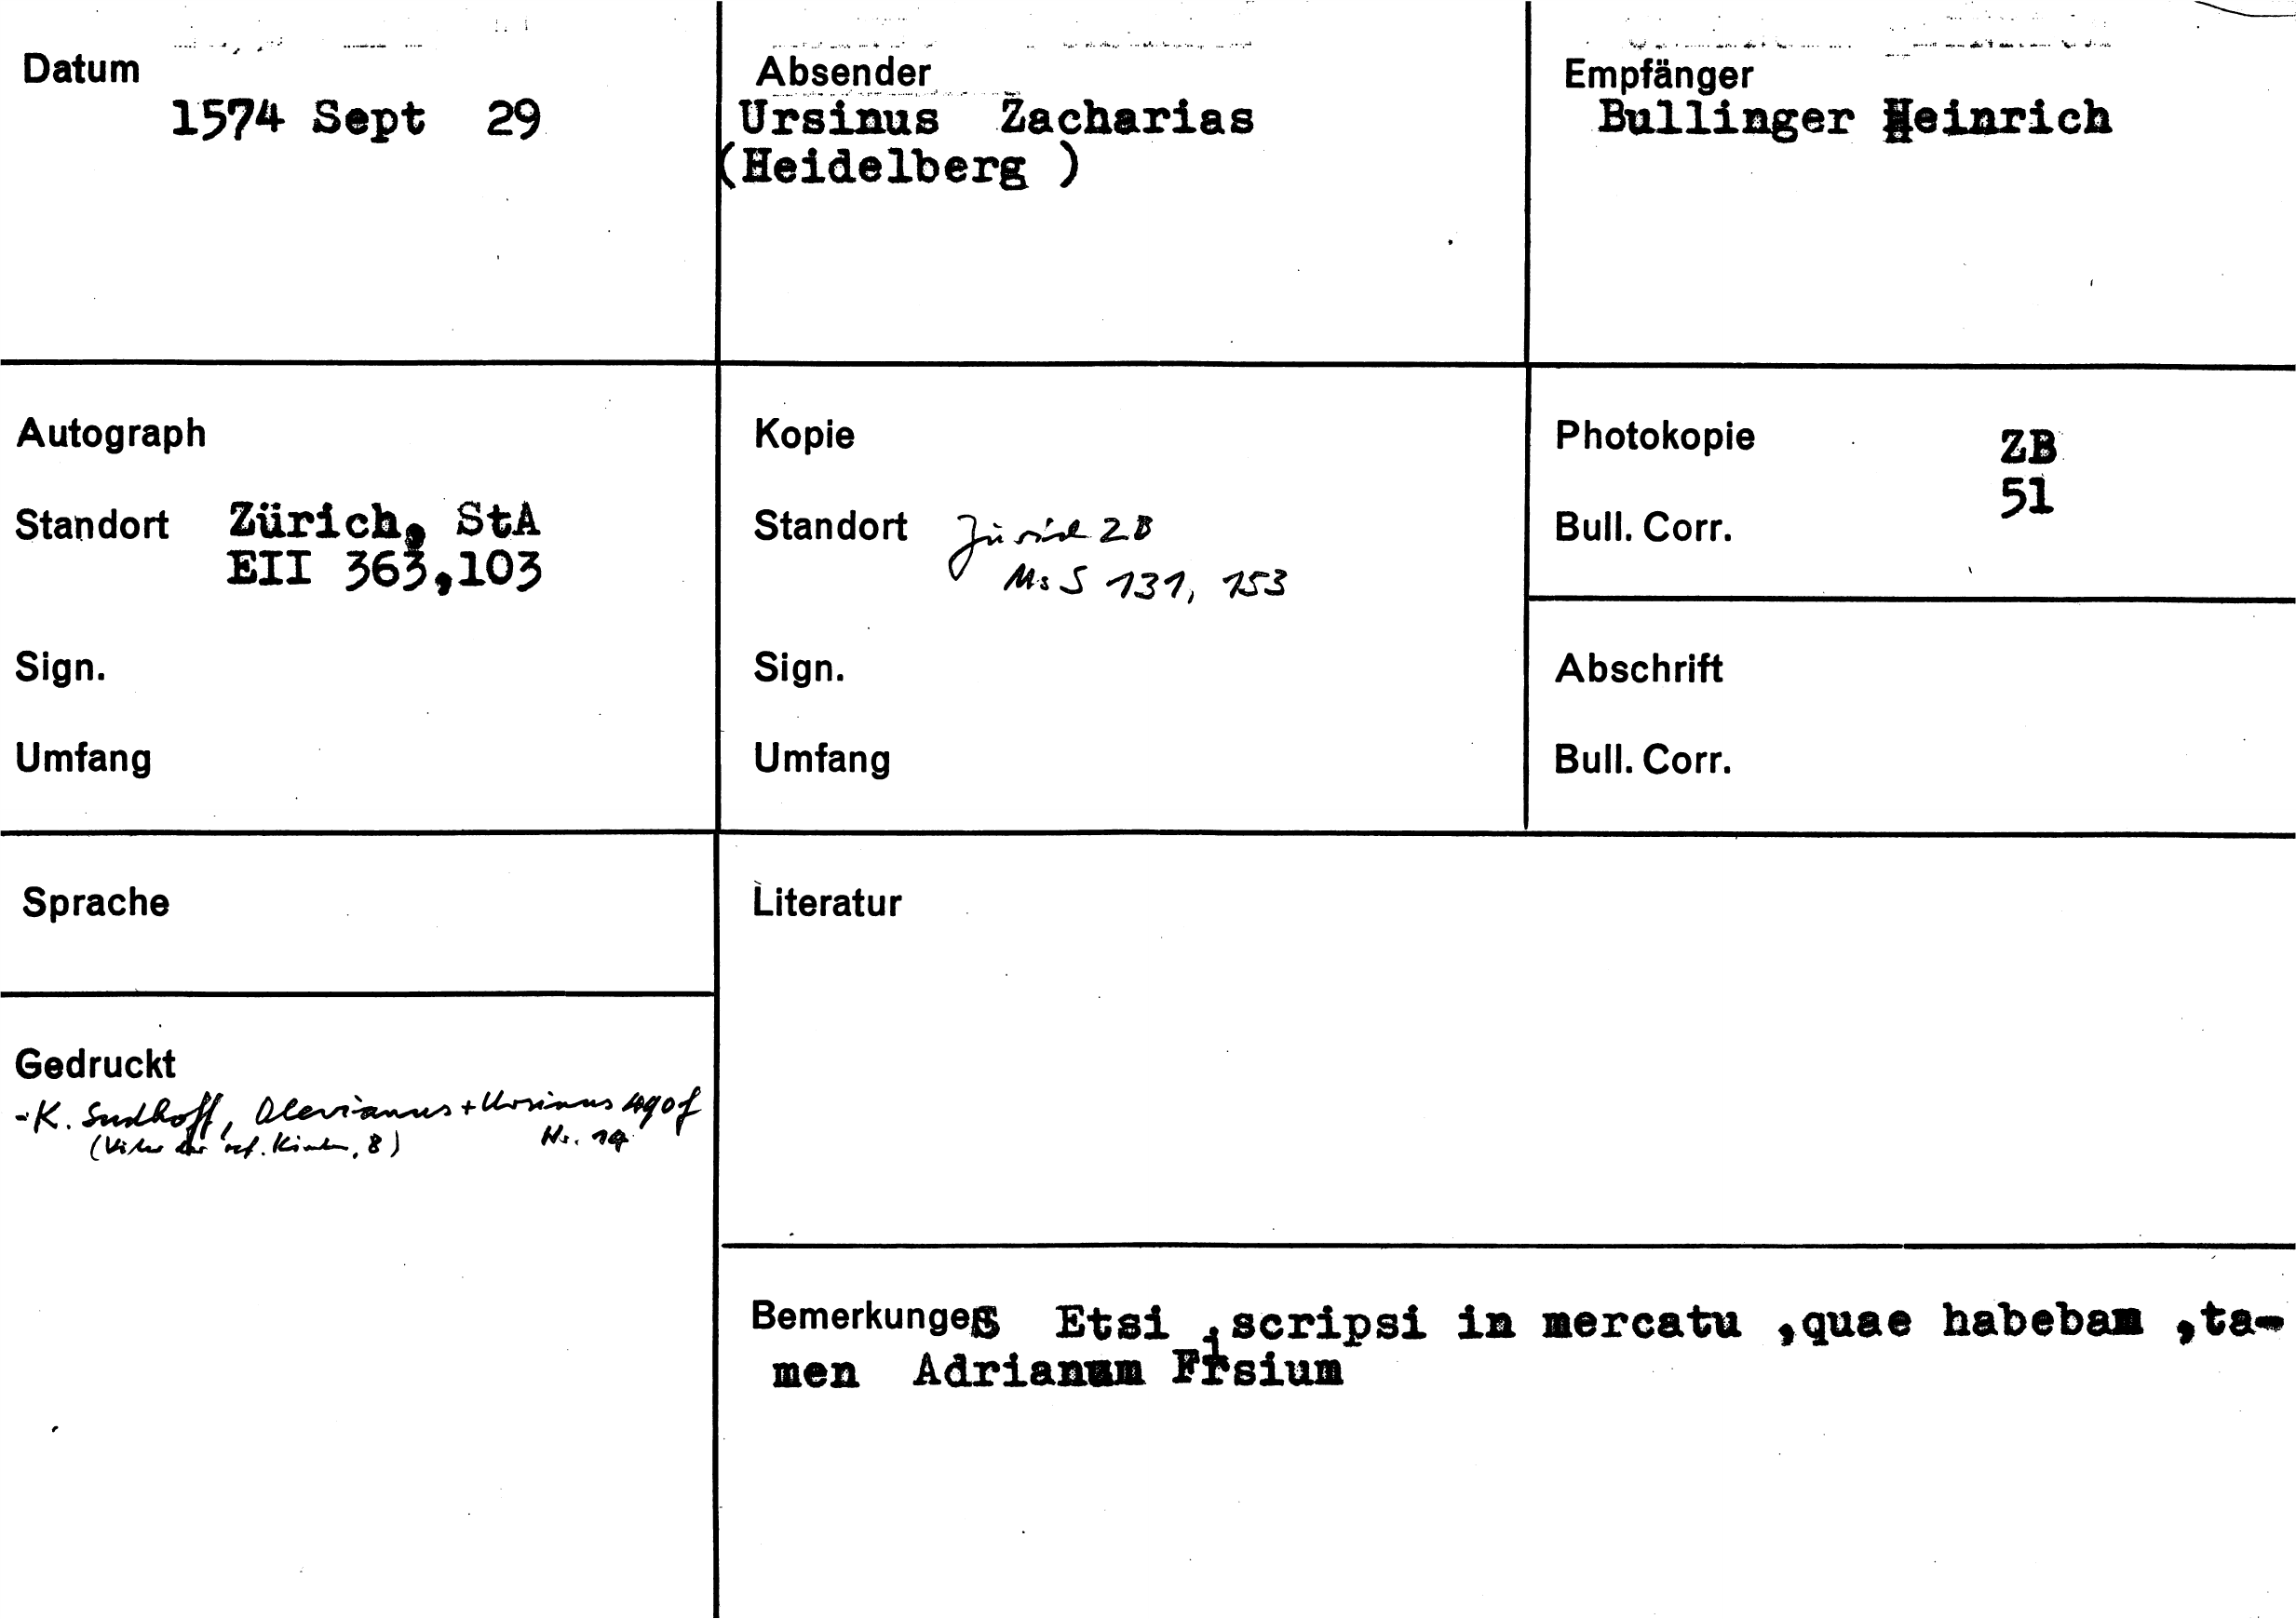 Datum
1574 Sept 29
Absender
Ursinus Zacharias
(Heidelberg )
Empfänger
Bullinger Heinrich
Autograph
Standort Zürich, StA
EII 363,103
Sign.
Umfang
Kopie
Standort Zürich ZB
Ms S 131, 153
Sign.
Umfang
Photokopie ZB
Bull. Corr. 51
Abschrift
Bull. Corr.
Sprache
Gedruckt
- K. Sudhoff, Olevianus + Ursinus 490f
(Väter der ref. Kirche, 8) Nr. 19
Literatur
Bemerkungen Etsi scripsi in mercatu ,quae habebam ,ta-
men Adrianum